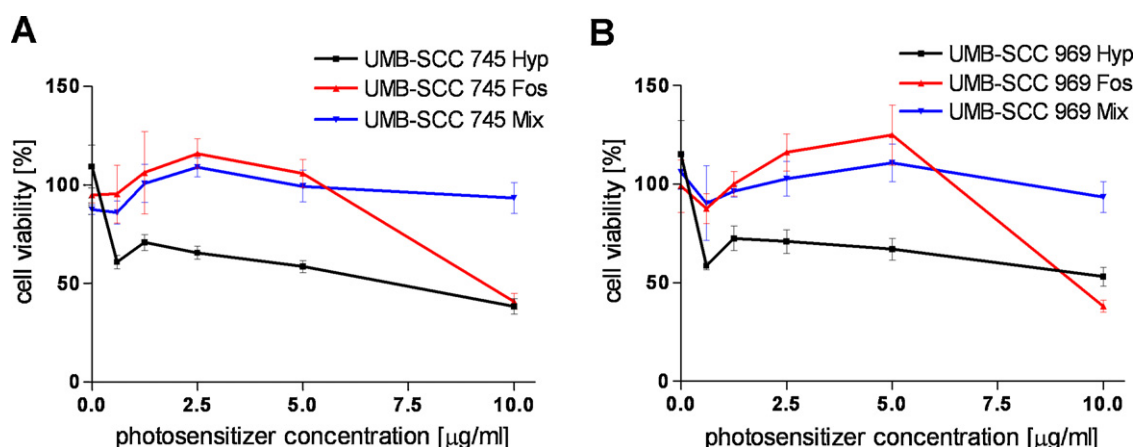 A
UMB-SCC 745 Hyp
UMB-SCC 745 Fos
UMB-SCC 745 Mix
150
100
50
0
cell viability [%]
0.0 2.5 5.0 7.5 10.0
photosensitizer concentration [µg/ml]
B
UMB-SCC 969 Hyp
UMB-SCC 969 Fos
UMB-SCC 969 Mix
150
100
50
0
cell viability [%]
0.0 2.5 5.0 7.5 10.0
photosensitizer concentration [µg/ml]